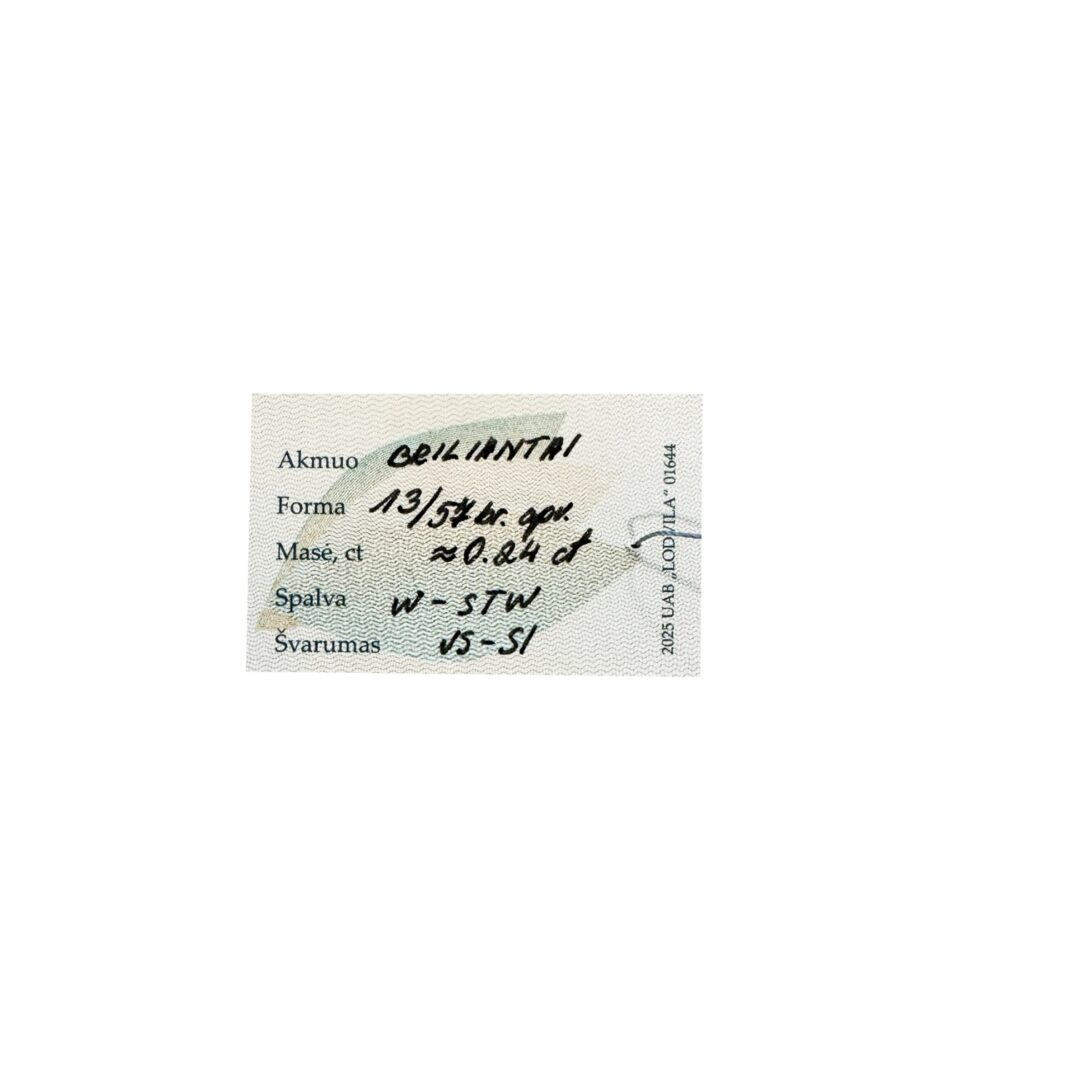 Akmuo BRILIANTAI
Forma 13/57 br. apv.
Masė, ct ≈0.24 ct
Spalva W - STW
Švarumas VS - SI
2025 UAB „LODVILA“ 01644